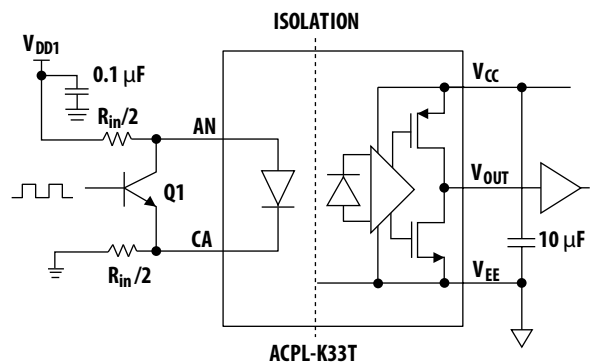 ISOLATION
VDD1
0.1 µF
Rin/2
AN
Q1
CA
Rin/2
VCC
VOUT
10 µF
VEE
ACPL-K33T